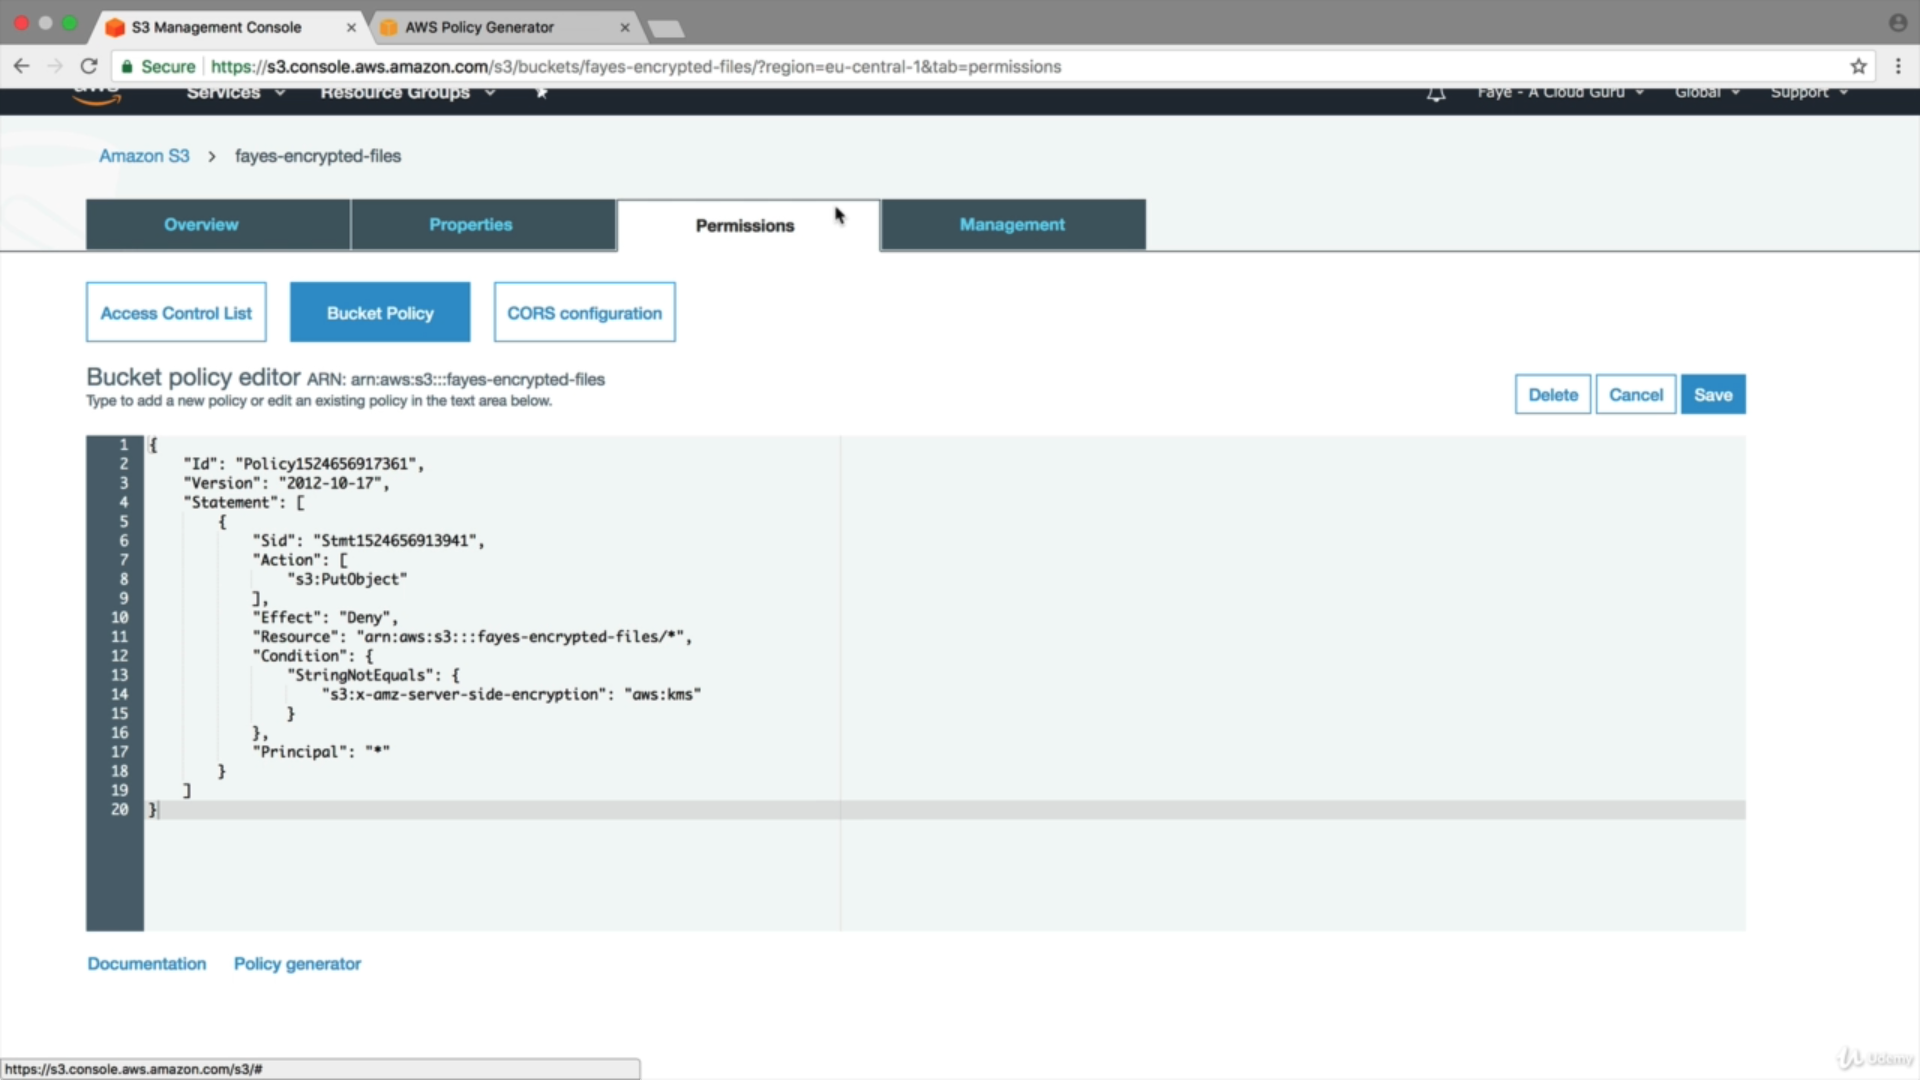 S3 Management Console
AWS Policy Generator
Secure https://s3.console.aws.amazon.com/s3/buckets/fayes-encrypted-files/?region=eu-central-1&tab=permissions
aws Services Resource Groups Faye - A Cloud Guru Global Support
Amazon S3 > fayes-encrypted-files
Overview Properties Permissions Management
Access Control List Bucket Policy CORS configuration
Bucket policy editor ARN: arn:aws:s3:::fayes-encrypted-files
Type to add a new policy or edit an existing policy in the text area below.
Delete Cancel Save
1 {
2 "Id": "Policy1524656917361",
3 "Version": "2012-10-17",
4 "Statement": [
5 {
6 "Sid": "Stmt1524656913941",
7 "Action": [
8 "s3:PutObject"
9 ],
10 "Effect": "Deny",
11 "Resource": "arn:aws:s3:::fayes-encrypted-files/*",
12 "Condition": {
13 "StringNotEquals": {
14 "s3:x-amz-server-side-encryption": "aws:kms"
15 }
16 },
17 "Principal": "*"
18 }
19 ]
20 }
Documentation Policy generator
https://s3.console.aws.amazon.com/s3/#
Udemy